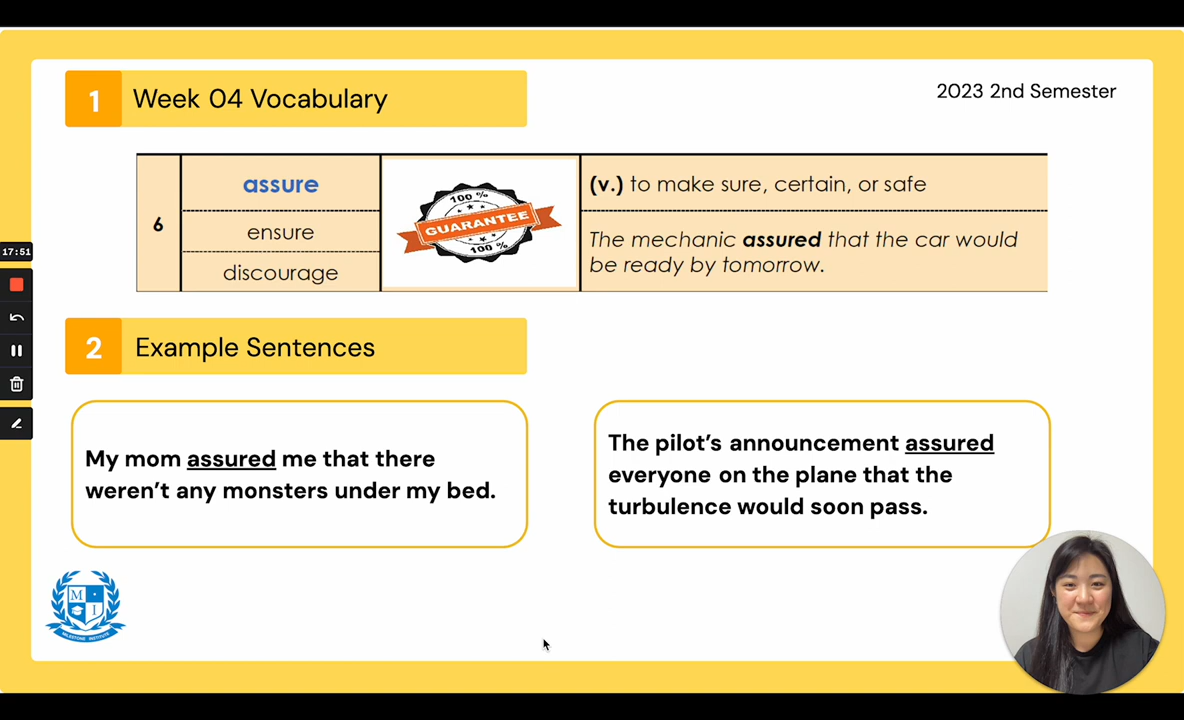 1 Week 04 Vocabulary
2023 2nd Semester
6
assure
ensure
discourage
100 %
GUARANTEE
100 %
(v.) to make sure, certain, or safe
The mechanic assured that the car would
be ready by tomorrow.
17:51
2 Example Sentences
My mom assured me that there
weren't any monsters under my bed.
The pilot's announcement assured
everyone on the plane that the
turbulence would soon pass.
M
I
MILESTONE INSTITUTE